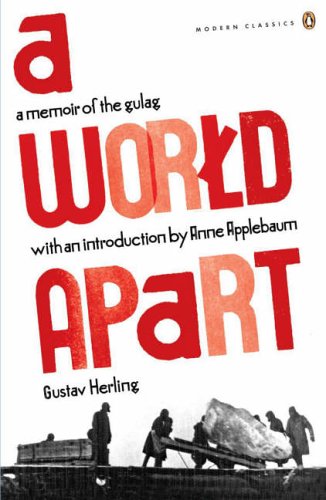 MODERN CLASSICS
a
a memoir of the gulag
WORŁD
with an introduction by Anne Applebaum
APaRT
Gustav Herling